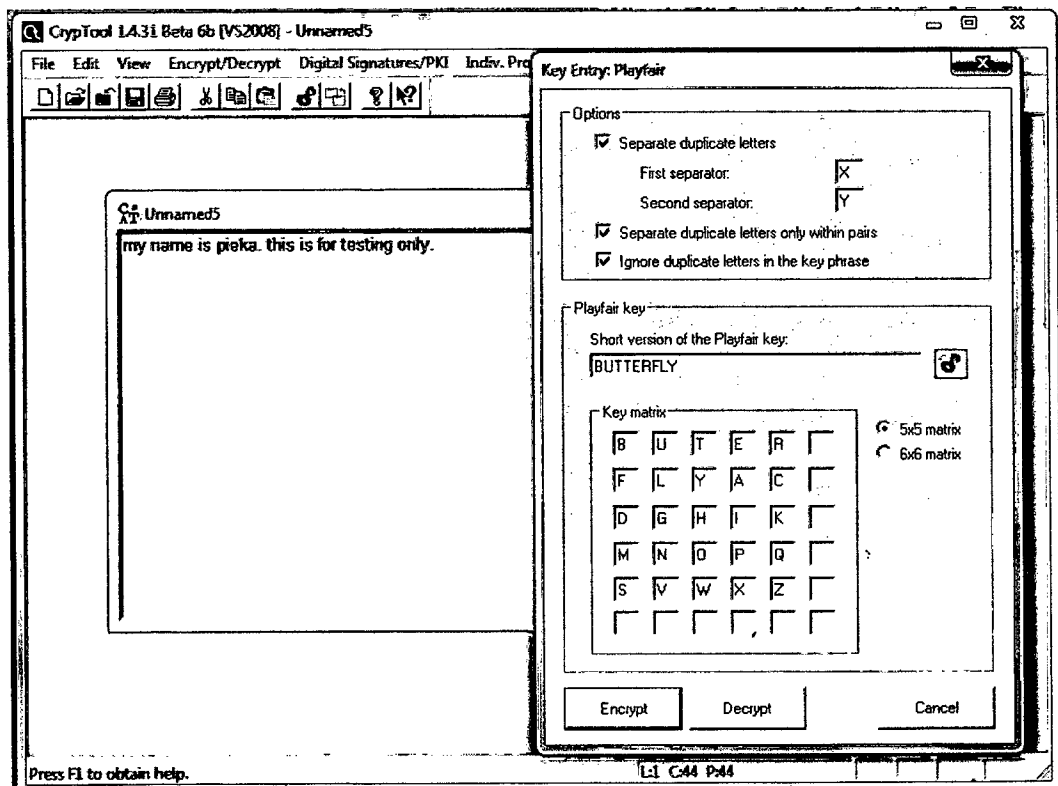 CrypTool 1.4.31 Beta 6b [VS2008] - Unnamed5
File Edit View Encrypt/Decrypt Digital Signatures/PKI Indiv.
Key Entry: Playfair
Options
Separate duplicate letters
First separator: X
Second separator: Y
Separate duplicate letters only within pairs
Ignore duplicate letters in the key phrase
Unnamed5
my name is pieka. this is for testing only.
Playfair key
Short version of the Playfair key:
BUTTERFLY
Key matrix
B U T E R
F L Y A C
D G H I K
M N O P Q
S V W X Z
5x5 matrix
6x6 matrix
Encrypt Decrypt Cancel
Press F1 to obtain help. L:1 C:44 P:44